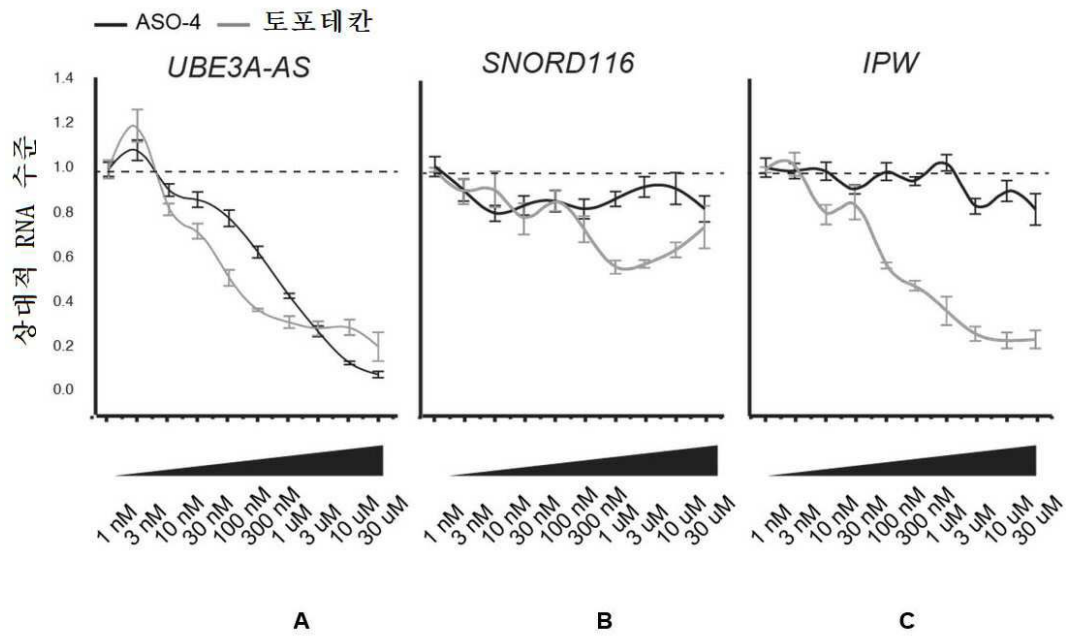 ASO-4 토포테칸
UBE3A-AS SNORD116 IPW
상대적 RNA 수준
1.4
1.2
1.0
0.8
0.6
0.4
0.2
0.0
1 nM 3 nM 10 nM 30 nM 100 nM 300 nM 1 uM 3 uM 10 uM 30 uM
1 nM 3 nM 10 nM 30 nM 100 nM 300 nM 1 uM 3 uM 10 uM 30 uM
1 nM 3 nM 10 nM 30 nM 100 nM 300 nM 1 uM 3 uM 10 uM 30 uM
A B C